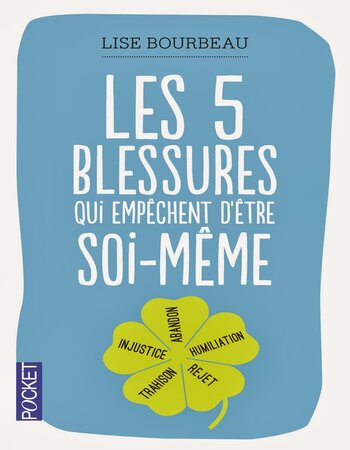 LISE BOURBEAU
LES 5
BLESSURES
QUi EMPÊCHENT D'ÊTRE
SOi-MÊME
ABANDON
INJUSTICE
HUMILIATION
TRAHISON
REJET
POCKET